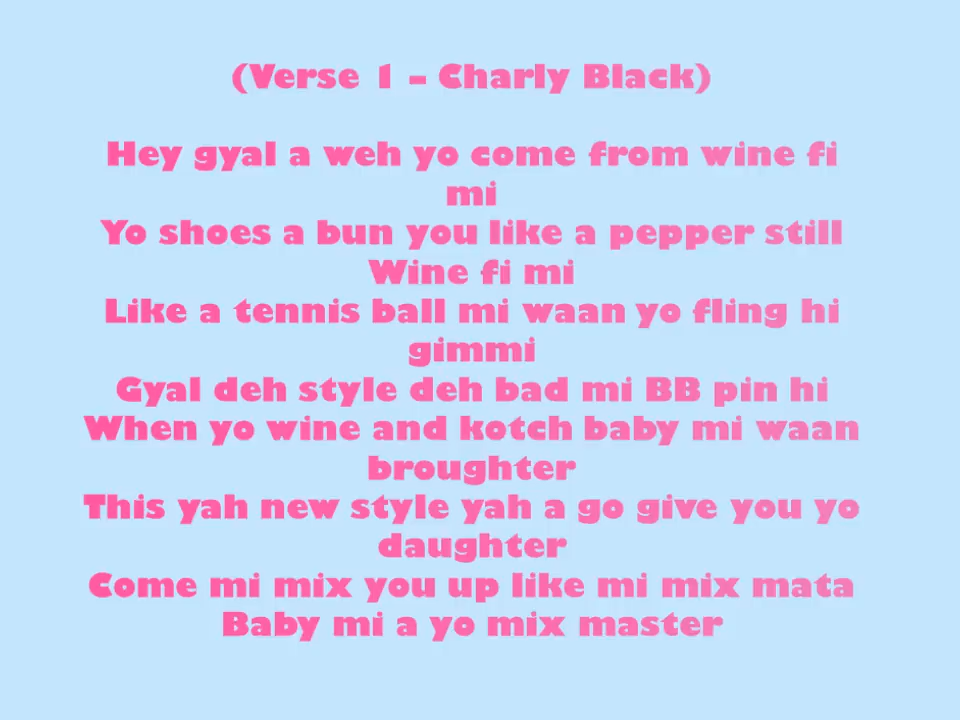 (Verse 1 – Charly Black)
Hey gyal a weh yo come from wine fi
mi
Yo shoes a bun you like a pepper still
Wine fi mi
Like a tennis ball mi waan yo fling hi
gimmi
Gyal deh style deh bad mi BB pin hi
When yo wine and kotch baby mi waan
broughter
This yah new style yah a go give you yo
daughter
Come mi mix you up like mi mix mata
Baby mi a yo mix master